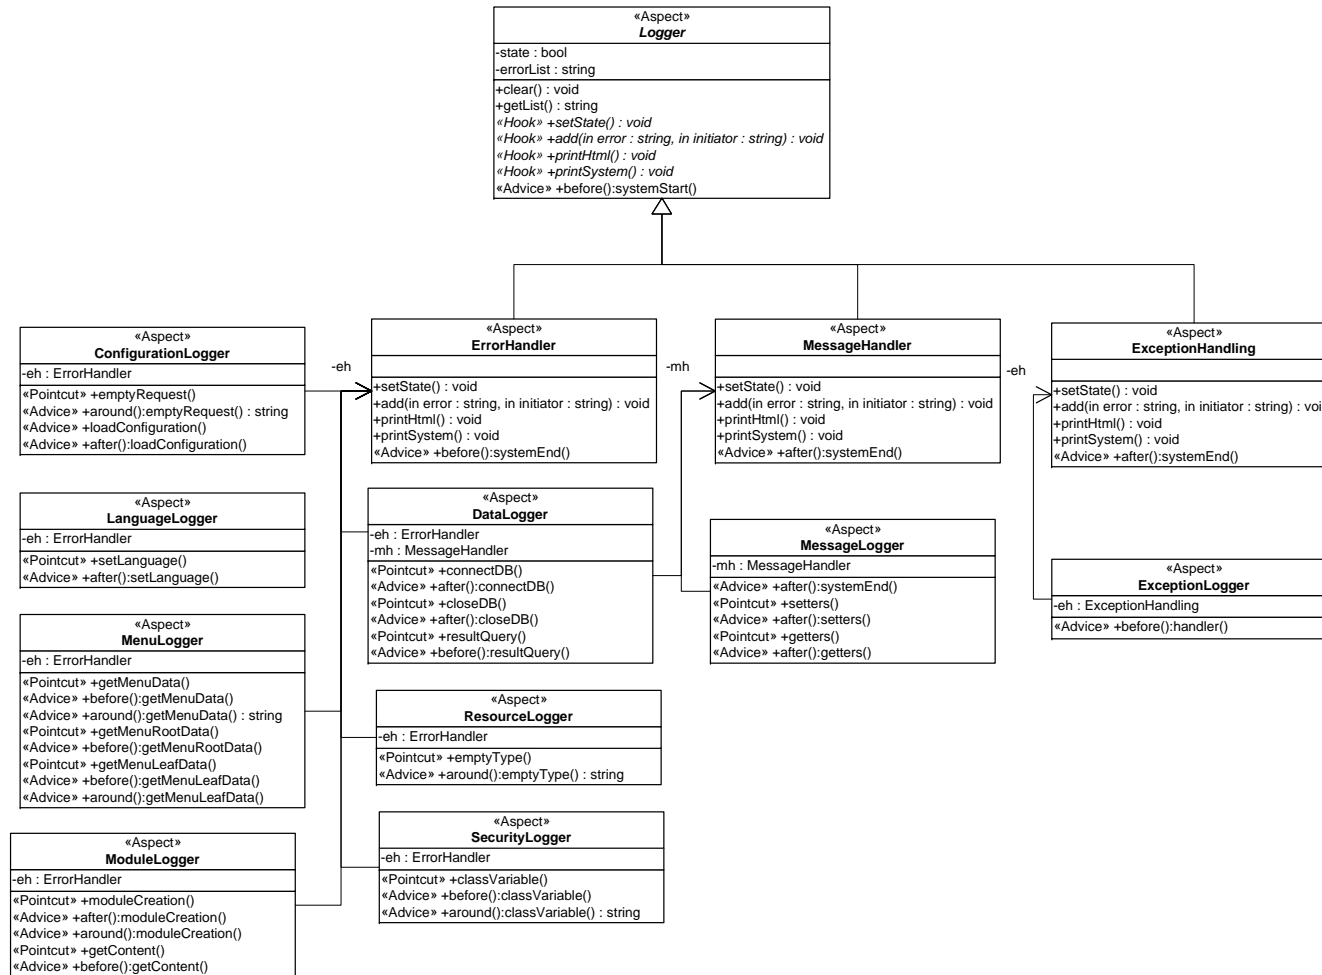 «Aspect»
Logger
-state : bool
-errorList : string
+clear() : void
+getList() : string
«Hook» +setState() : void
«Hook» +add(in error : string, in initiator : string) : void
«Hook» +printHtml() : void
«Hook» +printSystem() : void
«Advice» +before():systemStart()
«Aspect»
ConfigurationLogger
-eh : ErrorHandler
«Pointcut» +emptyRequest()
«Advice» +around():emptyRequest() : string
«Advice» +loadConfiguration()
«Advice» +after():loadConfiguration()
-eh
«Aspect»
ErrorHandler
+setState() : void
+add(in error : string, in initiator : string) : void
+printHtml() : void
+printSystem() : void
«Advice» +before():systemEnd()
-mh
«Aspect»
MessageHandler
+setState() : void
+add(in error : string, in initiator : string) : void
+printHtml() : void
+printSystem() : void
«Advice» +after():systemEnd()
-eh
«Aspect»
ExceptionHandling
+setState() : void
+add(in error : string, in initiator : string) : voi
+printHtml() : void
+printSystem() : void
«Advice» +after():systemEnd()
«Aspect»
LanguageLogger
-eh : ErrorHandler
«Pointcut» +setLanguage()
«Advice» +after():setLanguage()
«Aspect»
DataLogger
-eh : ErrorHandler
-mh : MessageHandler
«Pointcut» +connectDB()
«Advice» +after():connectDB()
«Pointcut» +closeDB()
«Advice» +after():closeDB()
«Pointcut» +resultQuery()
«Advice» +before():resultQuery()
«Aspect»
MessageLogger
-mh : MessageHandler
«Advice» +after():systemEnd()
«Pointcut» +setters()
«Advice» +after():setters()
«Pointcut» +getters()
«Advice» +after():getters()
«Aspect»
ExceptionLogger
-eh : ExceptionHandling
«Advice» +before():handler()
«Aspect»
MenuLogger
-eh : ErrorHandler
«Pointcut» +getMenuData()
«Advice» +before():getMenuData()
«Advice» +around():getMenuData() : string
«Pointcut» +getMenuRootData()
«Advice» +before():getMenuRootData()
«Pointcut» +getMenuLeafData()
«Advice» +before():getMenuLeafData()
«Advice» +around():getMenuLeafData()
«Aspect»
ResourceLogger
-eh : ErrorHandler
«Pointcut» +emptyType()
«Advice» +around():emptyType() : string
«Aspect»
SecurityLogger
-eh : ErrorHandler
«Pointcut» +classVariable()
«Advice» +before():classVariable()
«Advice» +around():classVariable() : string
«Aspect»
ModuleLogger
-eh : ErrorHandler
«Pointcut» +moduleCreation()
«Advice» +after():moduleCreation()
«Advice» +around():moduleCreation()
«Pointcut» +getContent()
«Advice» +before():getContent()